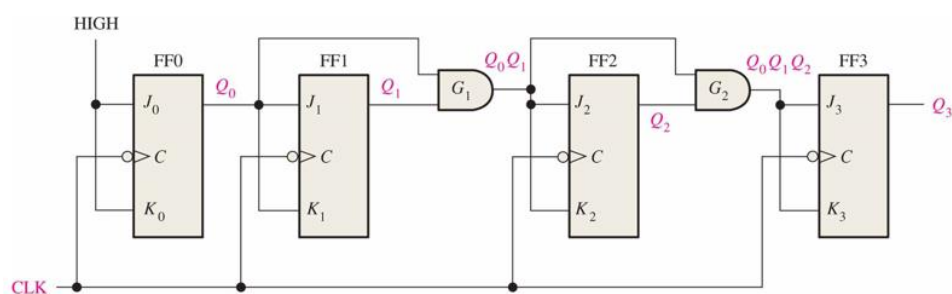 HIGH
FF0 FF1 FF2 FF3
Q₀Q₁ Q₀Q₁Q₂
J₀ Q₀ J₁ Q₁ G₁ J₂ G₂ J₃ Q₃
Q₂
C C C C
K₀ K₁ K₂ K₃
CLK